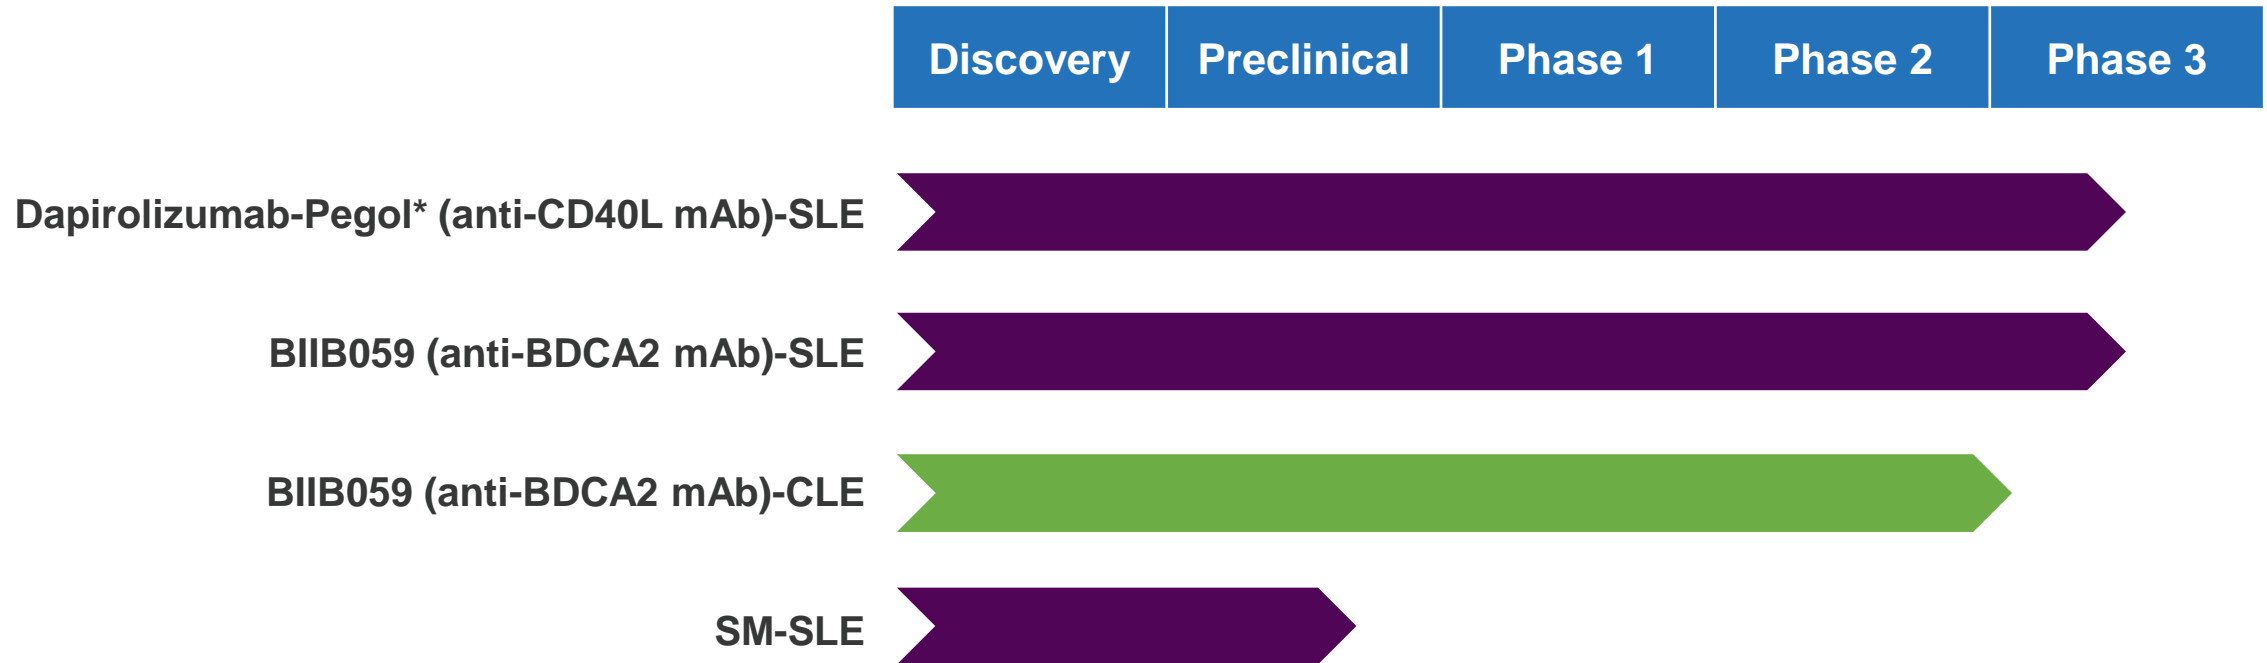 Discovery Preclinical Phase 1 Phase 2 Phase 3
Dapirolizumab-Pegol* (anti-CD40L mAb)-SLE
BIIB059 (anti-BDCA2 mAb)-SLE
BIIB059 (anti-BDCA2 mAb)-CLE
SM-SLE